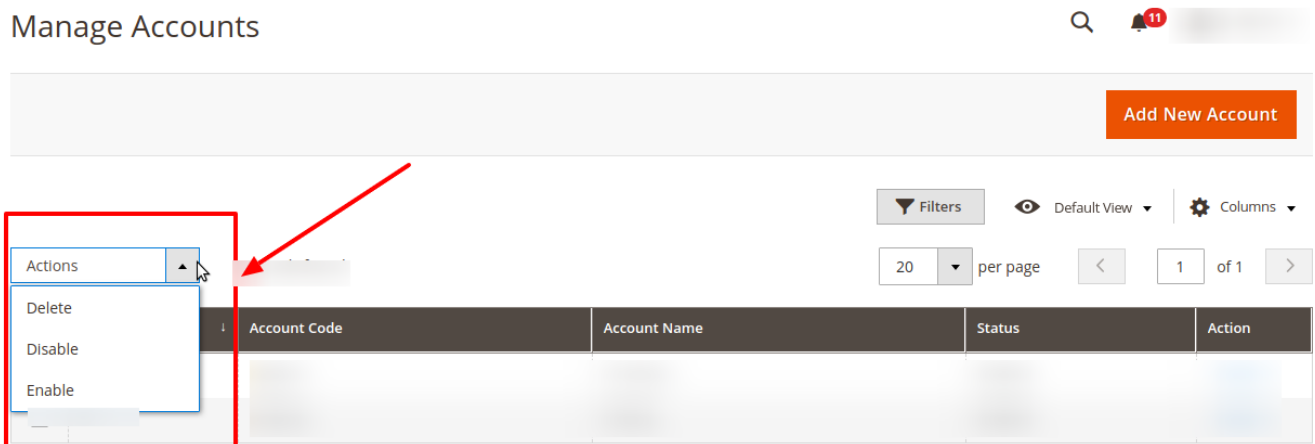 Manage Accounts
11
Add New Account
Filters
Default View
Columns
Actions
20
per page
1
of 1
Delete
Disable
Enable
Account Code
Account Name
Status
Action